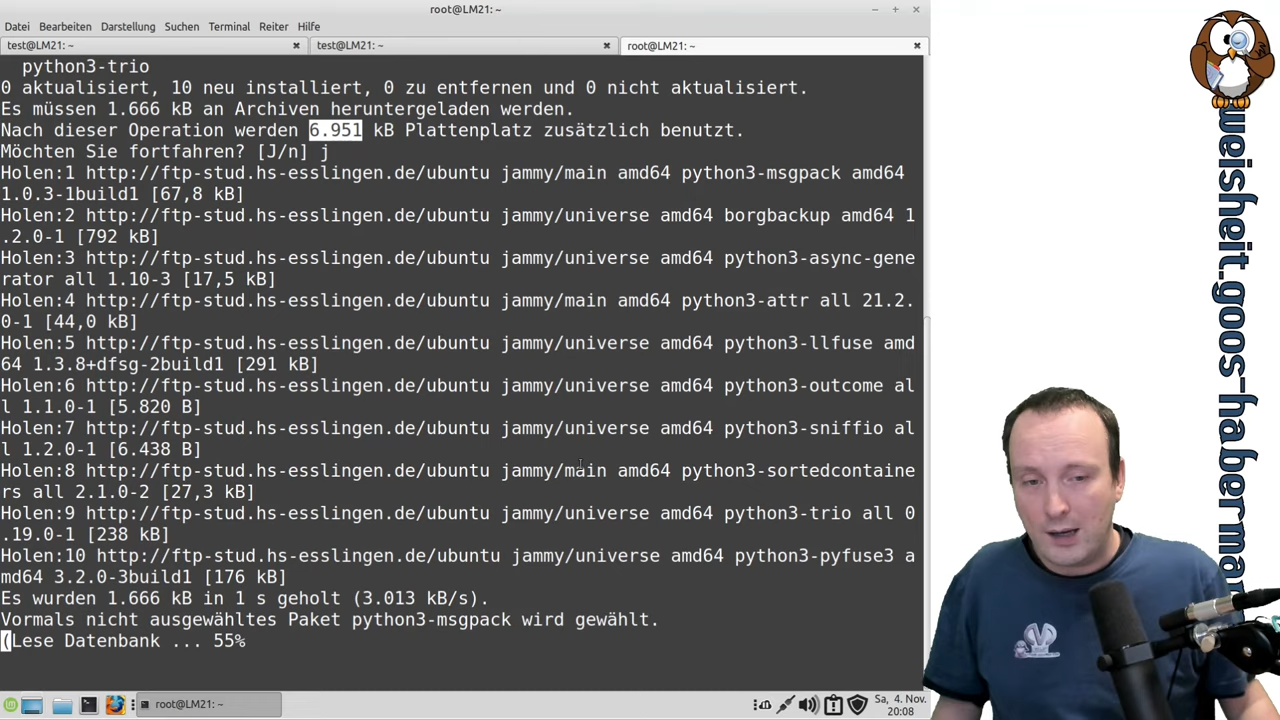 root@LM21: ~
Datei Bearbeiten Darstellung Suchen Terminal Reiter Hilfe
test@LM21: ~ test@LM21: ~ root@LM21: ~
python3-trio
0 aktualisiert, 10 neu installiert, 0 zu entfernen und 0 nicht aktualisiert.
Es müssen 1.666 kB an Archiven heruntergeladen werden.
Nach dieser Operation werden 6.951 kB Plattenplatz zusätzlich benutzt.
Möchten Sie fortfahren? [J/n] j
Holen:1 http://ftp-stud.hs-esslingen.de/ubuntu jammy/main amd64 python3-msgpack amd64
1.0.3-1build1 [67,8 kB]
Holen:2 http://ftp-stud.hs-esslingen.de/ubuntu jammy/universe amd64 borgbackup amd64 1
.2.0-1 [792 kB]
Holen:3 http://ftp-stud.hs-esslingen.de/ubuntu jammy/universe amd64 python3-async-gene
rator all 1.10-3 [17,5 kB]
Holen:4 http://ftp-stud.hs-esslingen.de/ubuntu jammy/main amd64 python3-attr all 21.2.
0-1 [44,0 kB]
Holen:5 http://ftp-stud.hs-esslingen.de/ubuntu jammy/universe amd64 python3-llfuse amd
64 1.3.8+dfsg-2build1 [291 kB]
Holen:6 http://ftp-stud.hs-esslingen.de/ubuntu jammy/universe amd64 python3-outcome al
l 1.1.0-1 [5.820 B]
Holen:7 http://ftp-stud.hs-esslingen.de/ubuntu jammy/universe amd64 python3-sniffio al
l 1.2.0-1 [6.438 B]
Holen:8 http://ftp-stud.hs-esslingen.de/ubuntu jammy/main amd64 python3-sortedcontaine
rs all 2.1.0-2 [27,3 kB]
Holen:9 http://ftp-stud.hs-esslingen.de/ubuntu jammy/universe amd64 python3-trio all 0
.19.0-1 [238 kB]
Holen:10 http://ftp-stud.hs-esslingen.de/ubuntu jammy/universe amd64 python3-pyfuse3 a
md64 3.2.0-3build1 [176 kB]
Es wurden 1.666 kB in 1 s geholt (3.013 kB/s).
Vormals nicht ausgewähltes Paket python3-msgpack wird gewählt.
(Lese Datenbank ... 55%
root@LM21: ~
Sa, 4. Nov.
20:08